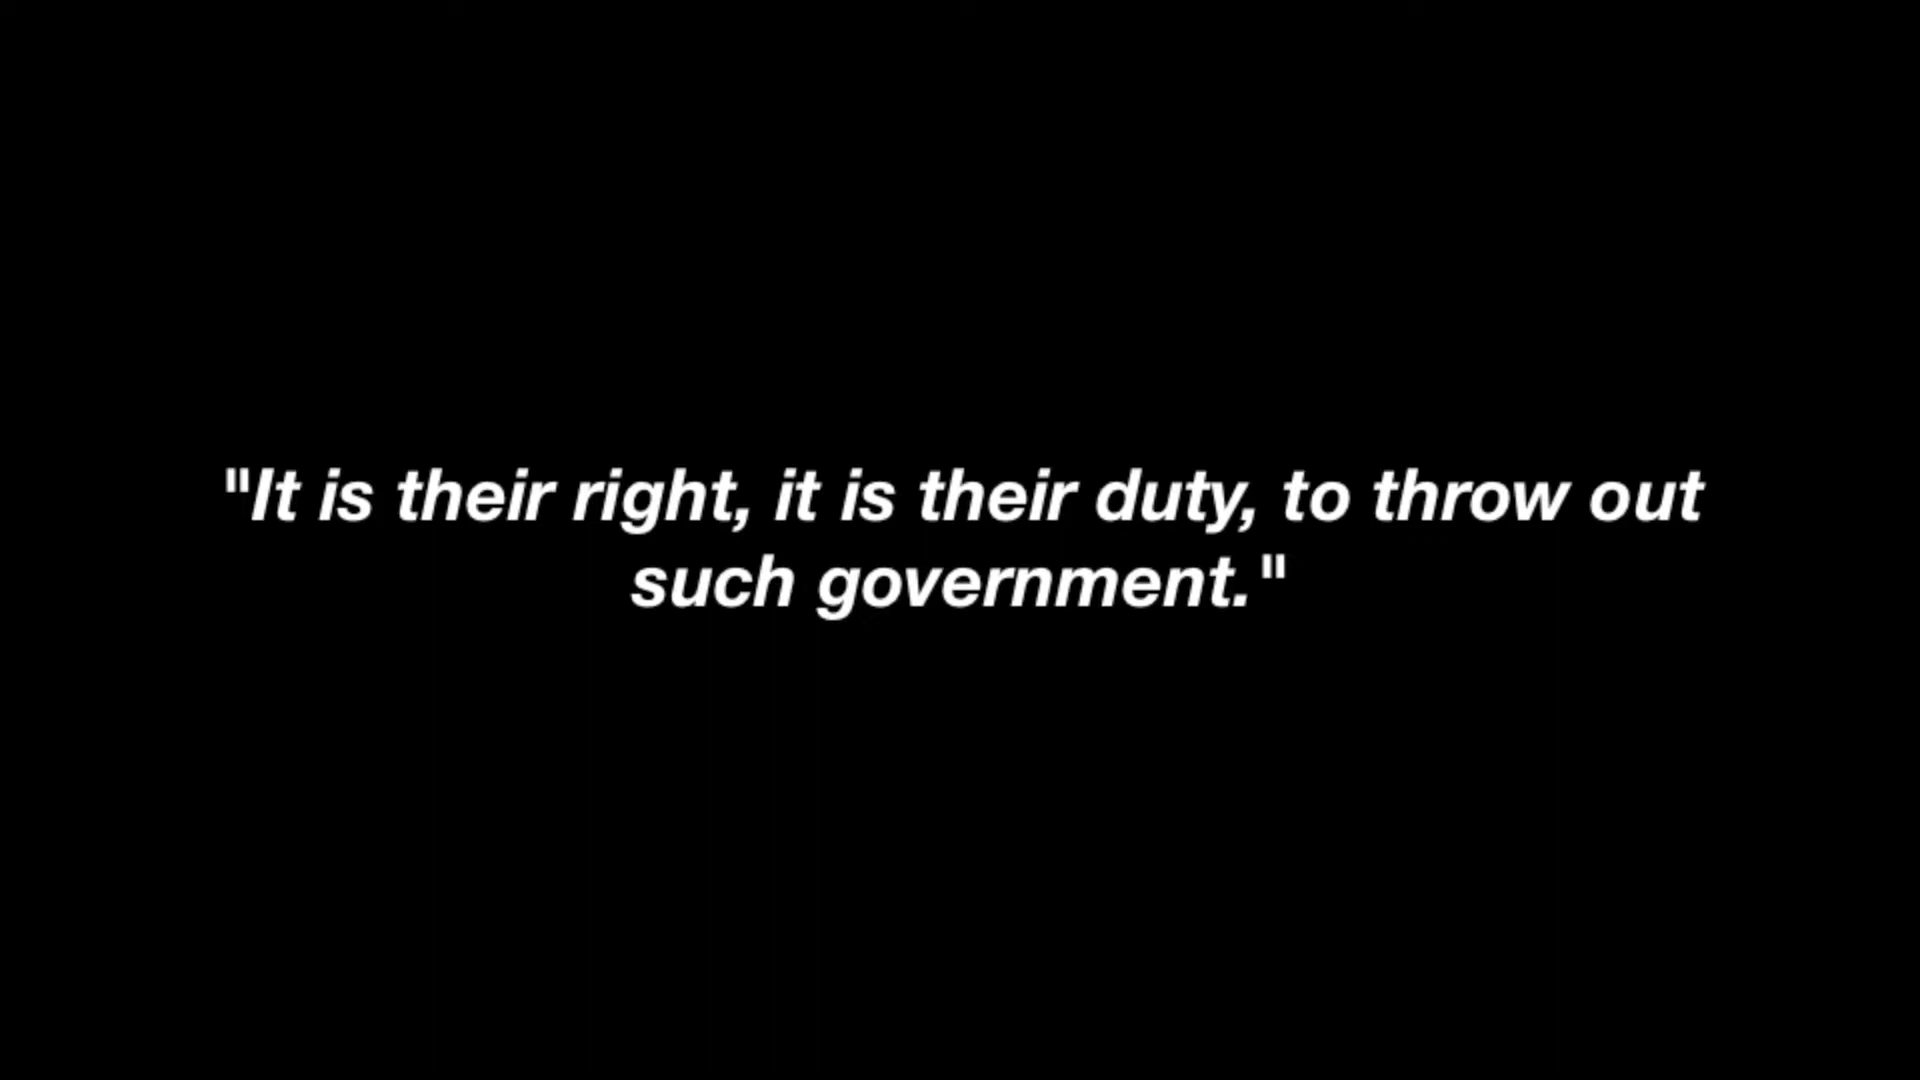 "It is their right, it is their duty, to throw out
such government."